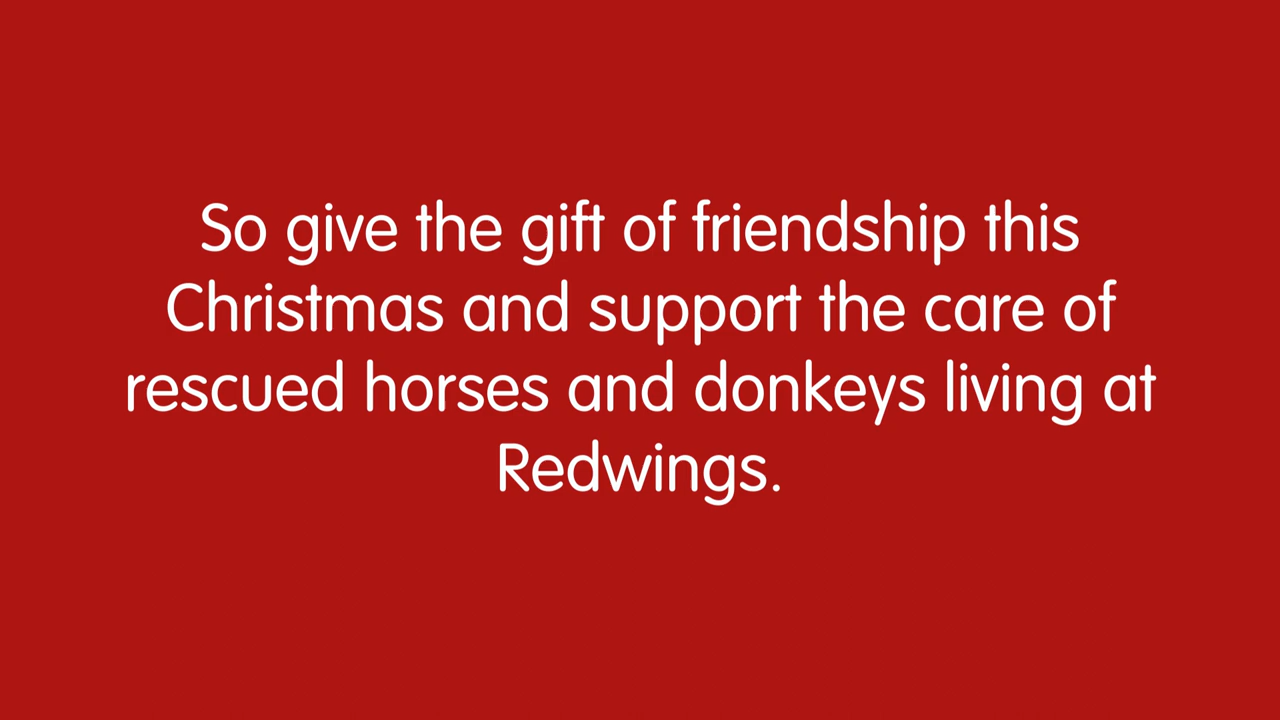 So give the gift of friendship this
Christmas and support the care of
rescued horses and donkeys living at
Redwings.